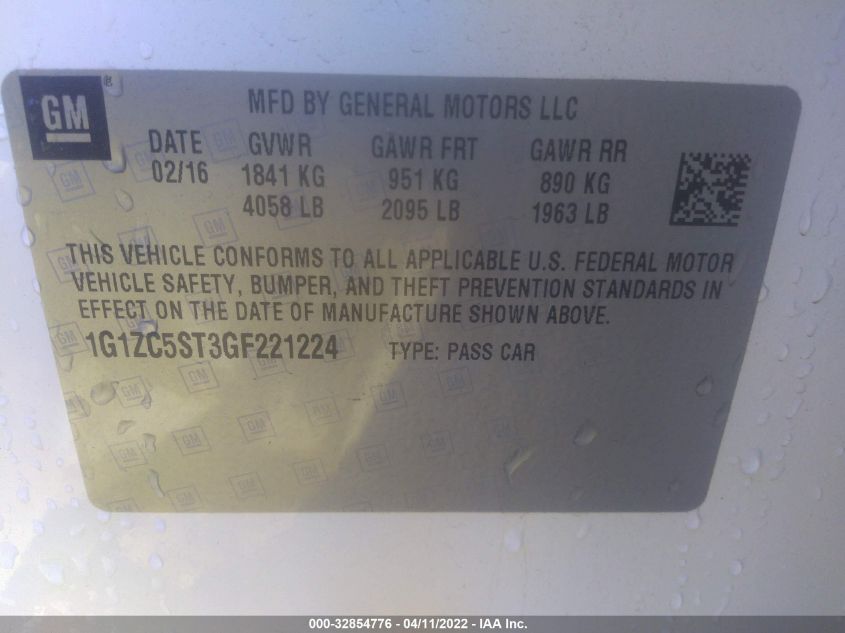 GM
MFD BY GENERAL MOTORS LLC
DATE GVWR GAWR FRT GAWR RR
02/16 1841 KG 951 KG 890 KG
4058 LB 2095 LB 1963 LB
THIS VEHICLE CONFORMS TO ALL APPLICABLE U.S. FEDERAL MOTOR
VEHICLE SAFETY, BUMPER, AND THEFT PREVENTION STANDARDS IN
EFFECT ON THE DATE OF MANUFACTURE SHOWN ABOVE.
1G1ZC5ST3GF221224 TYPE: PASS CAR
000-32854776 - 04/11/2022 - IAA Inc.